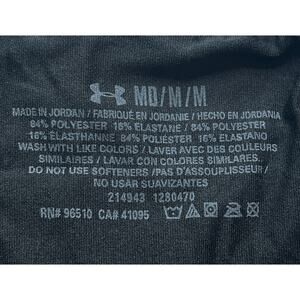 MD/M/M
MADE IN JORDAN / FABRIQUÉ EN JORDANIE / HECHO EN JORDANIA
84% POLYESTER 16% ELASTANE / 84% POLYESTER
16% ELASTHANNE / 84% POLIESTER 16% ELASTANO
WASH WITH LIKE COLORS / LAVER AVEC DES COULEURS
SIMILAIRES / LAVAR CON COLORES SIMILARES.
DO NOT USE SOFTENERS / PAS D'ASSOUPLISSEUR /
NO USAR SUAVIZANTES
214943 1280470
RN# 96510 CA# 41095